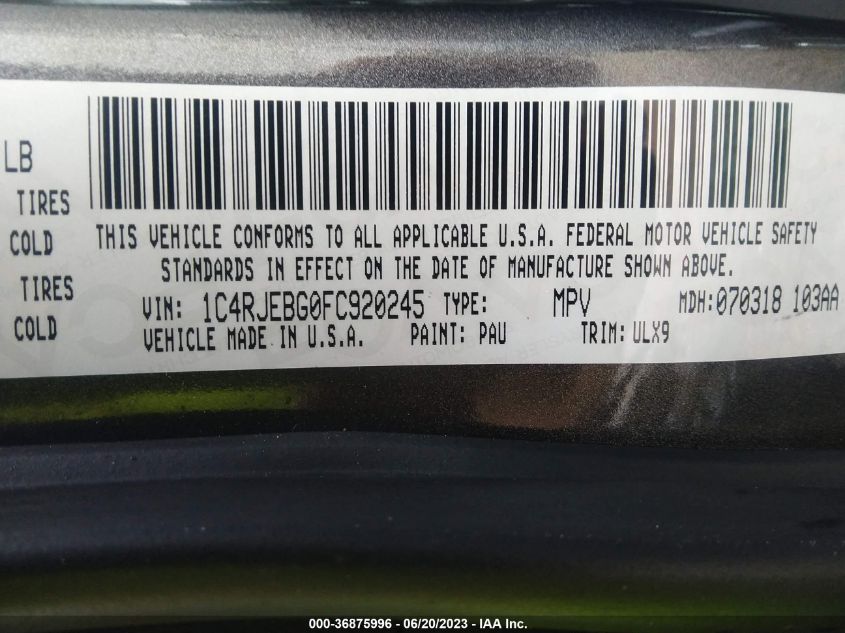 LB
TIRES
COLD
TIRES
COLD
THIS VEHICLE CONFORMS TO ALL APPLICABLE U.S.A. FEDERAL MOTOR VEHICLE SAFETY
STANDARDS IN EFFECT ON THE DATE OF MANUFACTURE SHOWN ABOVE.
VIN: 1C4RJEBG0FC920245 TYPE: MPV MDH:070318 103AA
VEHICLE MADE IN U.S.A. PAINT: PAU TRIM: ULX9
000-36875996 - 06/20/2023 - IAA Inc.